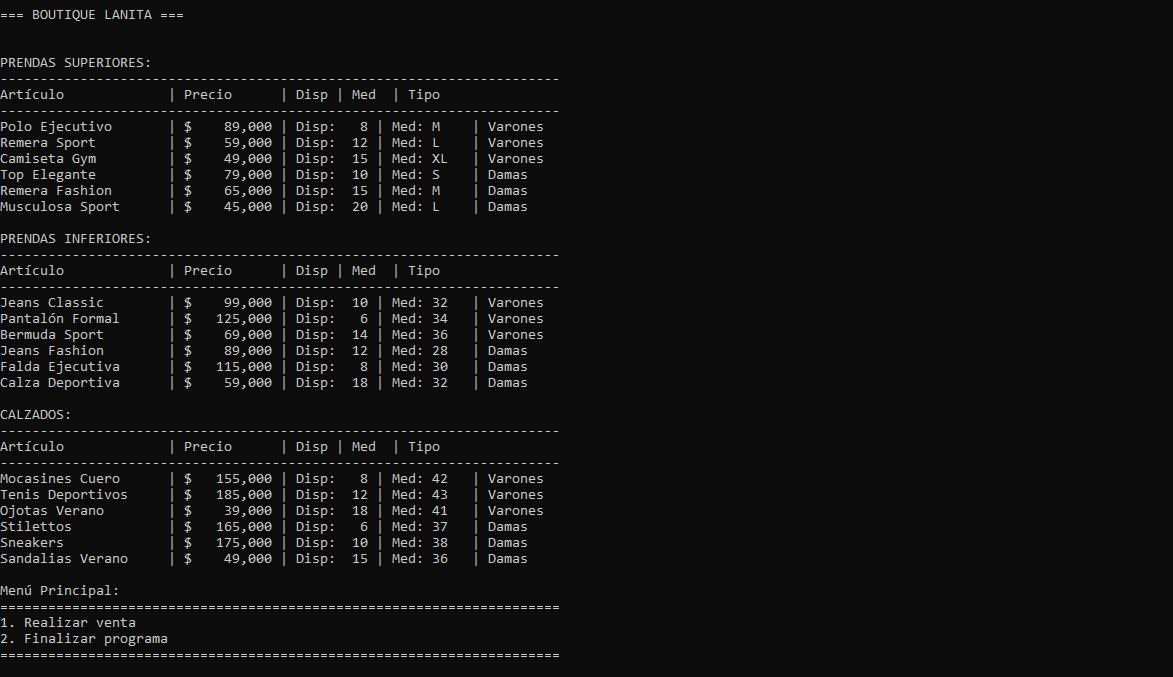 === BOUTIQUE LANITA ===
PRENDAS SUPERIORES:
----------------------------------------------------------------------
Artículo             | Precio      | Disp | Med  | Tipo
----------------------------------------------------------------------
Polo Ejecutivo       | $    89,000 | Disp:   8 | Med: M    | Varones
Remera Sport         | $    59,000 | Disp:  12 | Med: L    | Varones
Camiseta Gym         | $    49,000 | Disp:  15 | Med: XL   | Varones
Top Elegante         | $    79,000 | Disp:  10 | Med: S    | Damas
Remera Fashion       | $    65,000 | Disp:  15 | Med: M    | Damas
Musculosa Sport      | $    45,000 | Disp:  20 | Med: L    | Damas
PRENDAS INFERIORES:
----------------------------------------------------------------------
Artículo             | Precio      | Disp | Med  | Tipo
----------------------------------------------------------------------
Jeans Classic        | $    99,000 | Disp:  10 | Med: 32   | Varones
Pantalón Formal      | $   125,000 | Disp:   6 | Med: 34   | Varones
Bermuda Sport        | $    69,000 | Disp:  14 | Med: 36   | Varones
Jeans Fashion        | $    89,000 | Disp:  12 | Med: 28   | Damas
Falda Ejecutiva      | $   115,000 | Disp:   8 | Med: 30   | Damas
Calza Deportiva      | $    59,000 | Disp:  18 | Med: 32   | Damas
CALZADOS:
----------------------------------------------------------------------
Artículo             | Precio      | Disp | Med  | Tipo
----------------------------------------------------------------------
Mocasines Cuero      | $   155,000 | Disp:   8 | Med: 42   | Varones
Tenis Deportivos     | $   185,000 | Disp:  12 | Med: 43   | Varones
Ojotas Verano        | $    39,000 | Disp:  18 | Med: 41   | Varones
Stilettos            | $   165,000 | Disp:   6 | Med: 37   | Damas
Sneakers             | $   175,000 | Disp:  10 | Med: 38   | Damas
Sandalias Verano     | $    49,000 | Disp:  15 | Med: 36   | Damas
Menú Principal:
======================================================================
1. Realizar venta
2. Finalizar programa
======================================================================